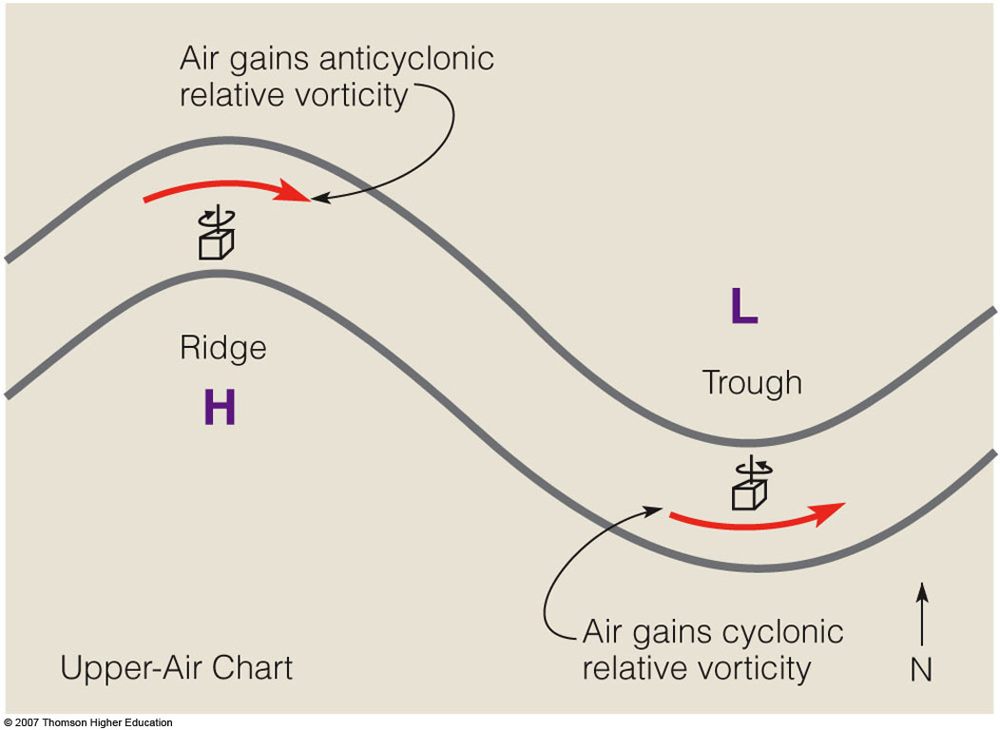 Air gains anticyclonic
relative vorticity
Ridge
H
L
Trough
Air gains cyclonic
relative vorticity
N
Upper-Air Chart
© 2007 Thomson Higher Education